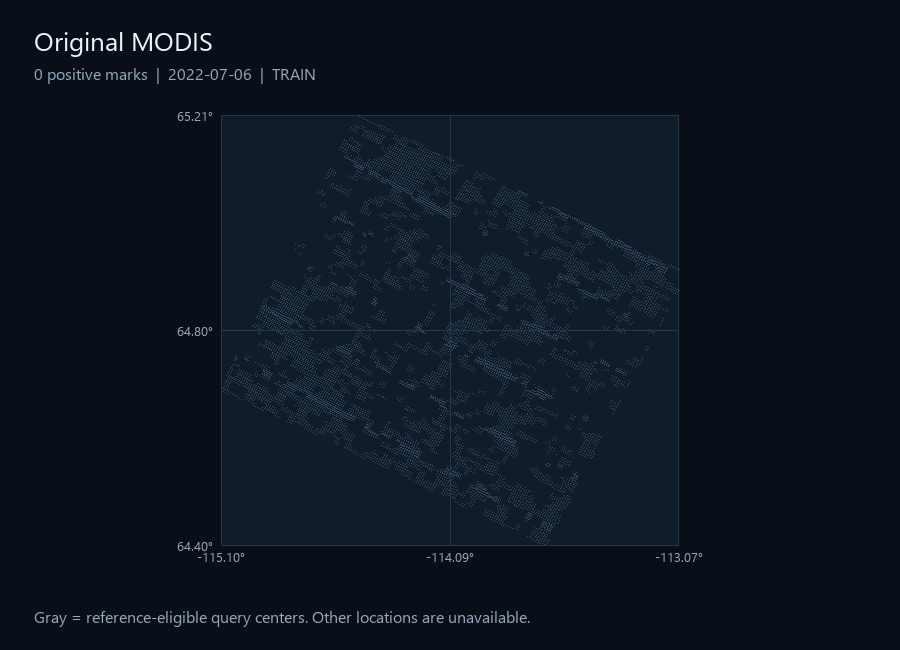 Original MODIS
0 positive marks | 2022-07-06 | TRAIN
65.21°
64.80°
64.40°
-115.10°
-114.09°
-113.07°
Gray = reference-eligible query centers. Other locations are unavailable.